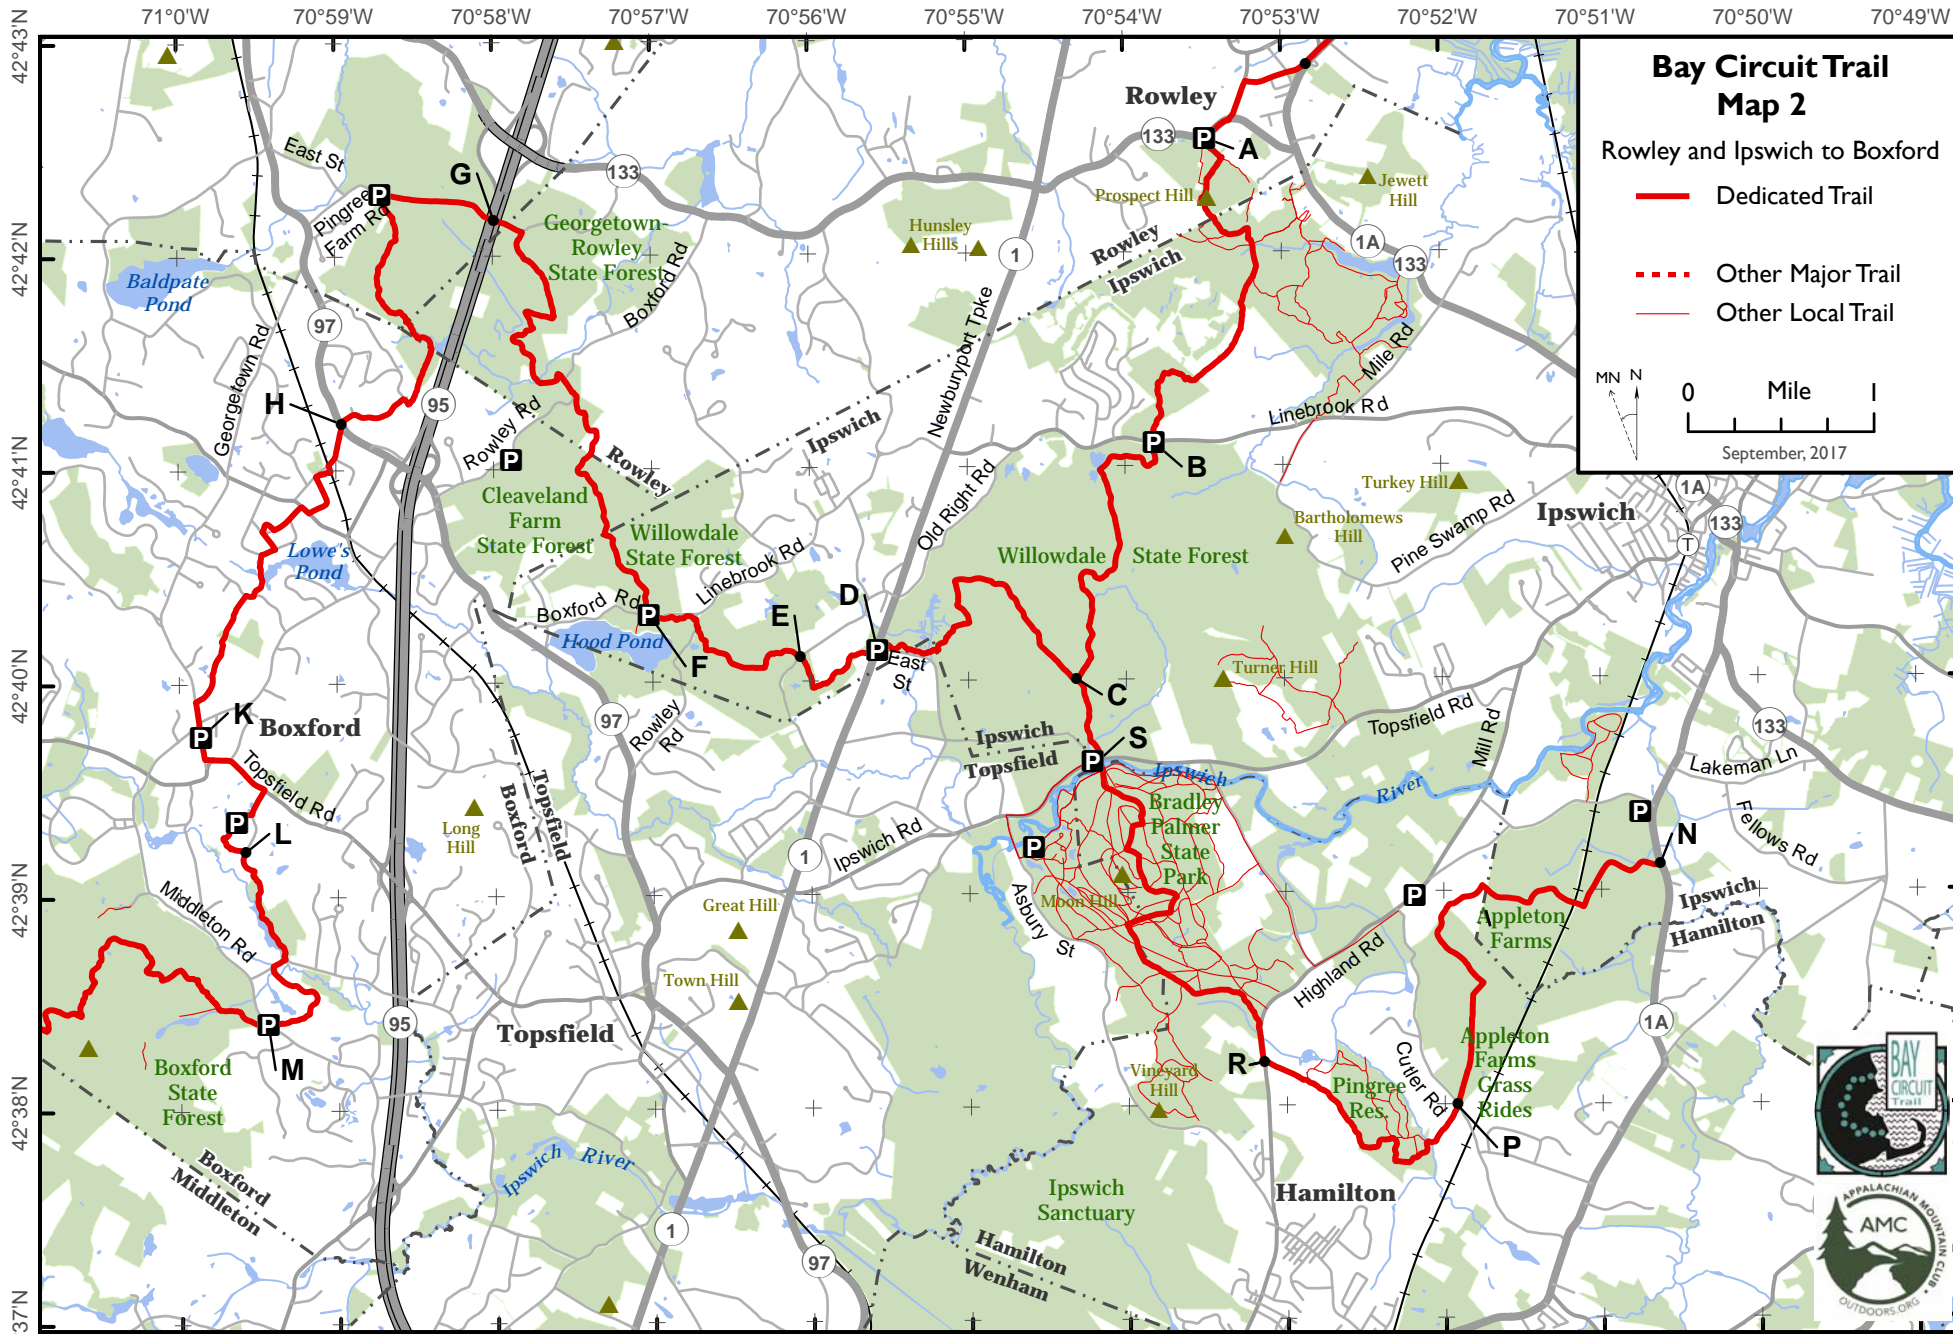 71°0'W
70°59'W
70°58'W
70°57'W
70°56'W
70°55'W
70°54'W
70°53'W
70°52'W
70°51'W
70°50'W
70°49'W
42°43'N
42°42'N
42°41'N
42°40'N
42°39'N
42°38'N
37'N
Bay Circuit Trail
Map 2
Rowley and Ipswich to Boxford
Dedicated Trail
Other Major Trail
Other Local Trail
MN N
0 Mile 1
September, 2017
Rowley
133
P
A
Prospect Hill
Jewett
Hill
1A
133
Rowley
Ipswich
East St
P
Pingree
Farm Rd
G
133
Georgetown-
Rowley
State Forest
Boxford Rd
Hunsley
Hills
1
Newburyport Tpke
Baldpate
Pond
97
Georgetown Rd
H
95
Rowley Rd
P
Ipswich
Rowley
Mile Rd
Linebrook Rd
P
B
Old Right Rd
Turkey Hill
Bartholomews
Hill
Pine Swamp Rd
Ipswich
1A
133
T
Cleaveland
Farm
State Forest
Willowdale
State Forest
Linebrook Rd
Willowdale State Forest
Lowe's
Pond
Boxford Rd
P
Hood Pond
F
E
D
P
East
St
C
Turner Hill
Topsfield Rd
Mill Rd
133
Lakeman Ln
Fellows Rd
K
P
Boxford
Topsfield Rd
97
Rowley
Rd
Ipswich
Topsfield
S
P
Ipswich
River
Bradley
Palmer
State
Park
P
Moon Hill
Asbury
St
P
L
Long
Hill
Boxford
Topsfield
1
Ipswich Rd
Great Hill
Town Hill
Middleton Rd
P
M
95
Topsfield
Boxford
State
Forest
Boxford
Middleton
Ipswich River
1
97
Highland Rd
P
Appleton
Farms
P
N
Ipswich
Hamilton
1A
R
Vineyard
Hill
Pingree
Res.
Cutler Rd
Appleton
Farms
Grass
Rides
P
Hamilton
Ipswich
Sanctuary
Hamilton
Wenham
BAY
CIRCUIT
Trail
APPALACHIAN MOUNTAIN CLUB
AMC
OUTDOORS.ORG